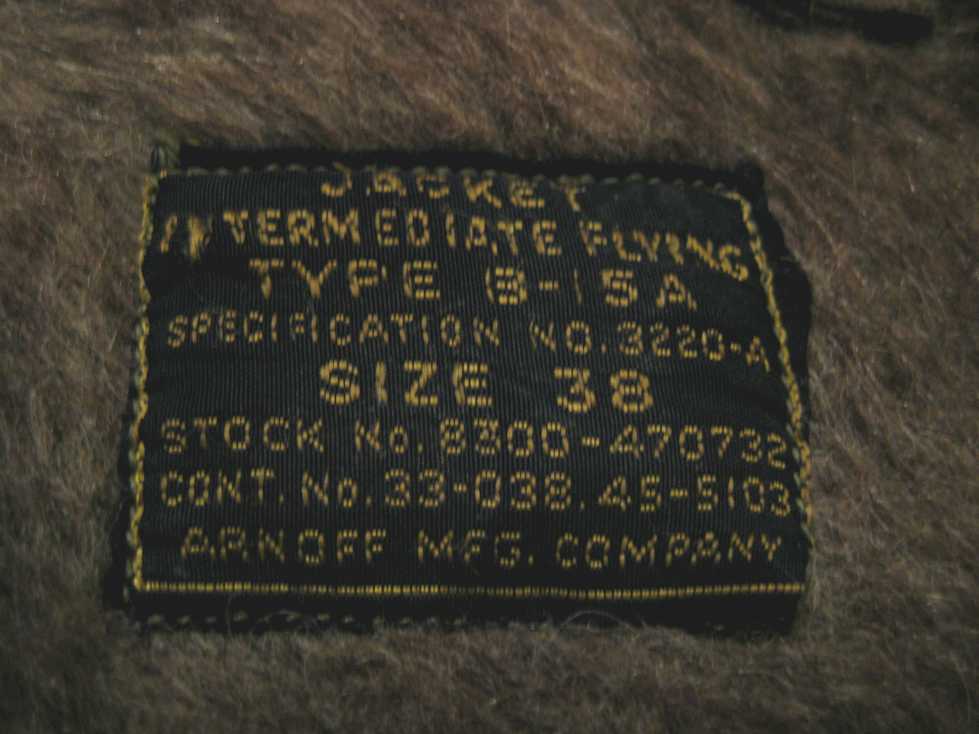 JACKET
INTERMEDIATE FLYING
TYPE B-15A
SPECIFICATION NO. 3220-A
SIZE 38
STOCK No. 8300-470732
CONT. No. 33-038. 45-5103
ARNOFF MFG. COMPANY